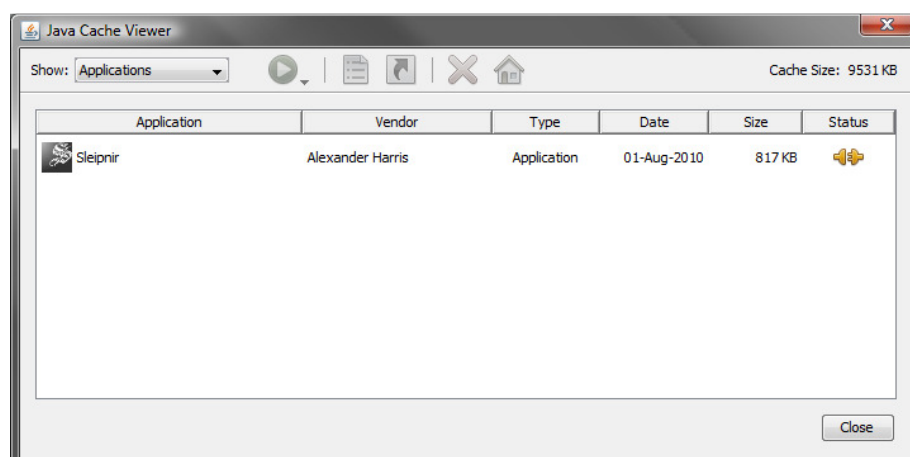 Java Cache Viewer
Show: Applications Cache Size: 9531 KB
Application Vendor Type Date Size Status
Sleipnir Alexander Harris Application 01-Aug-2010 817 KB
Close